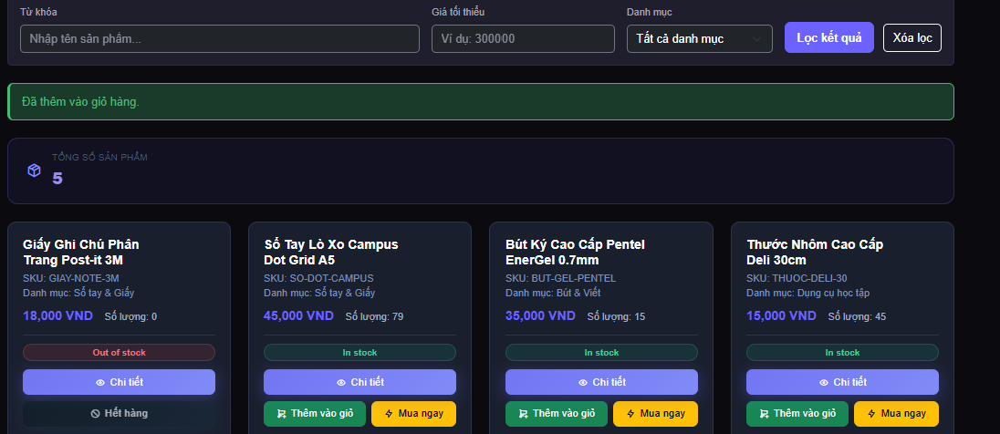 Từ khóa
Giá tối thiểu
Danh mục
Nhập tên sản phẩm...
Ví dụ: 300000
Tất cả danh mục
Lọc kết quả
Xóa lọc
Đã thêm vào giỏ hàng.
TỔNG SỐ SẢN PHẨM
5
Giấy Ghi Chú Phân
Trang Post-it 3M
SKU: GIAY-NOTE-3M
Danh mục: Sổ tay & Giấy
18,000 VND Số lượng: 0
Out of stock
Chi tiết
Hết hàng
Sổ Tay Lò Xo Campus
Dot Grid A5
SKU: SO-DOT-CAMPUS
Danh mục: Sổ tay & Giấy
45,000 VND Số lượng: 79
In stock
Chi tiết
Thêm vào giỏ
Mua ngay
Bút Ký Cao Cấp Pentel
EnerGel 0.7mm
SKU: BUT-GEL-PENTEL
Danh mục: Bút & Viết
35,000 VND Số lượng: 15
In stock
Chi tiết
Thêm vào giỏ
Mua ngay
Thước Nhôm Cao Cấp
Deli 30cm
SKU: THUOC-DELI-30
Danh mục: Dụng cụ học tập
15,000 VND Số lượng: 45
In stock
Chi tiết
Thêm vào giỏ
Mua ngay